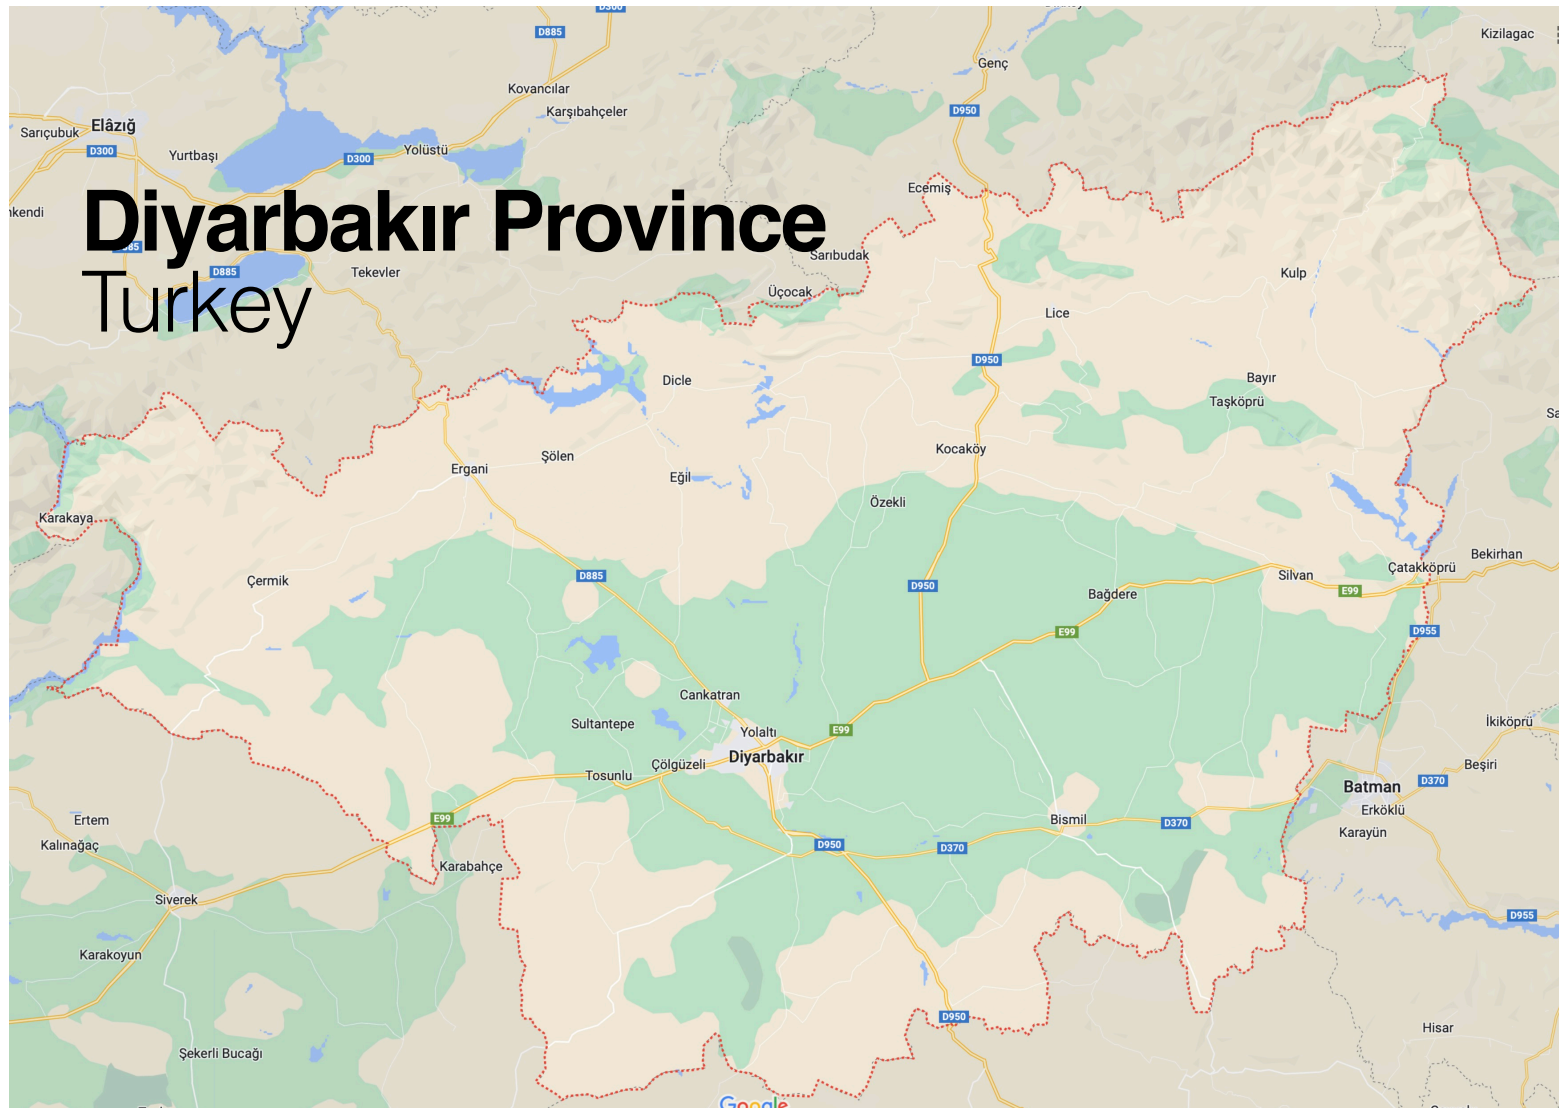 D300
D885
Kizilagac
Genç
Kovancılar
Karşıbahçeler
D950
Elâzığ
Sarıçubuk
D300
Yurtbaşı
D300
Yolüstü
Ecemiş
Diyarbakır Province
Sarıbudak
D885
Tekevler
Kulp
Turkey
Üçocak
Lice
D950
Dicle
Bayır
Taşköprü
Kocaköy
Şölen
Ergani
Eğil
Özekli
Karakaya
Bekirhan
Çatakköprü
D885
Silvan
Çermik
D950
Bağdere
E99
E99
D955
Cankatran
Sultantepe
İkiköprü
Yolaltı
E99
Diyarbakır
Çölgüzeli
Beşiri
Tosunlu
D370
Batman
Erköklü
E99
Ertem
Bismil
D370
Karayün
Kalınağaç
D950
D370
Karabahçe
Siverek
D955
Karakoyun
D950
Hisar
Şekerli Bucağı
Google